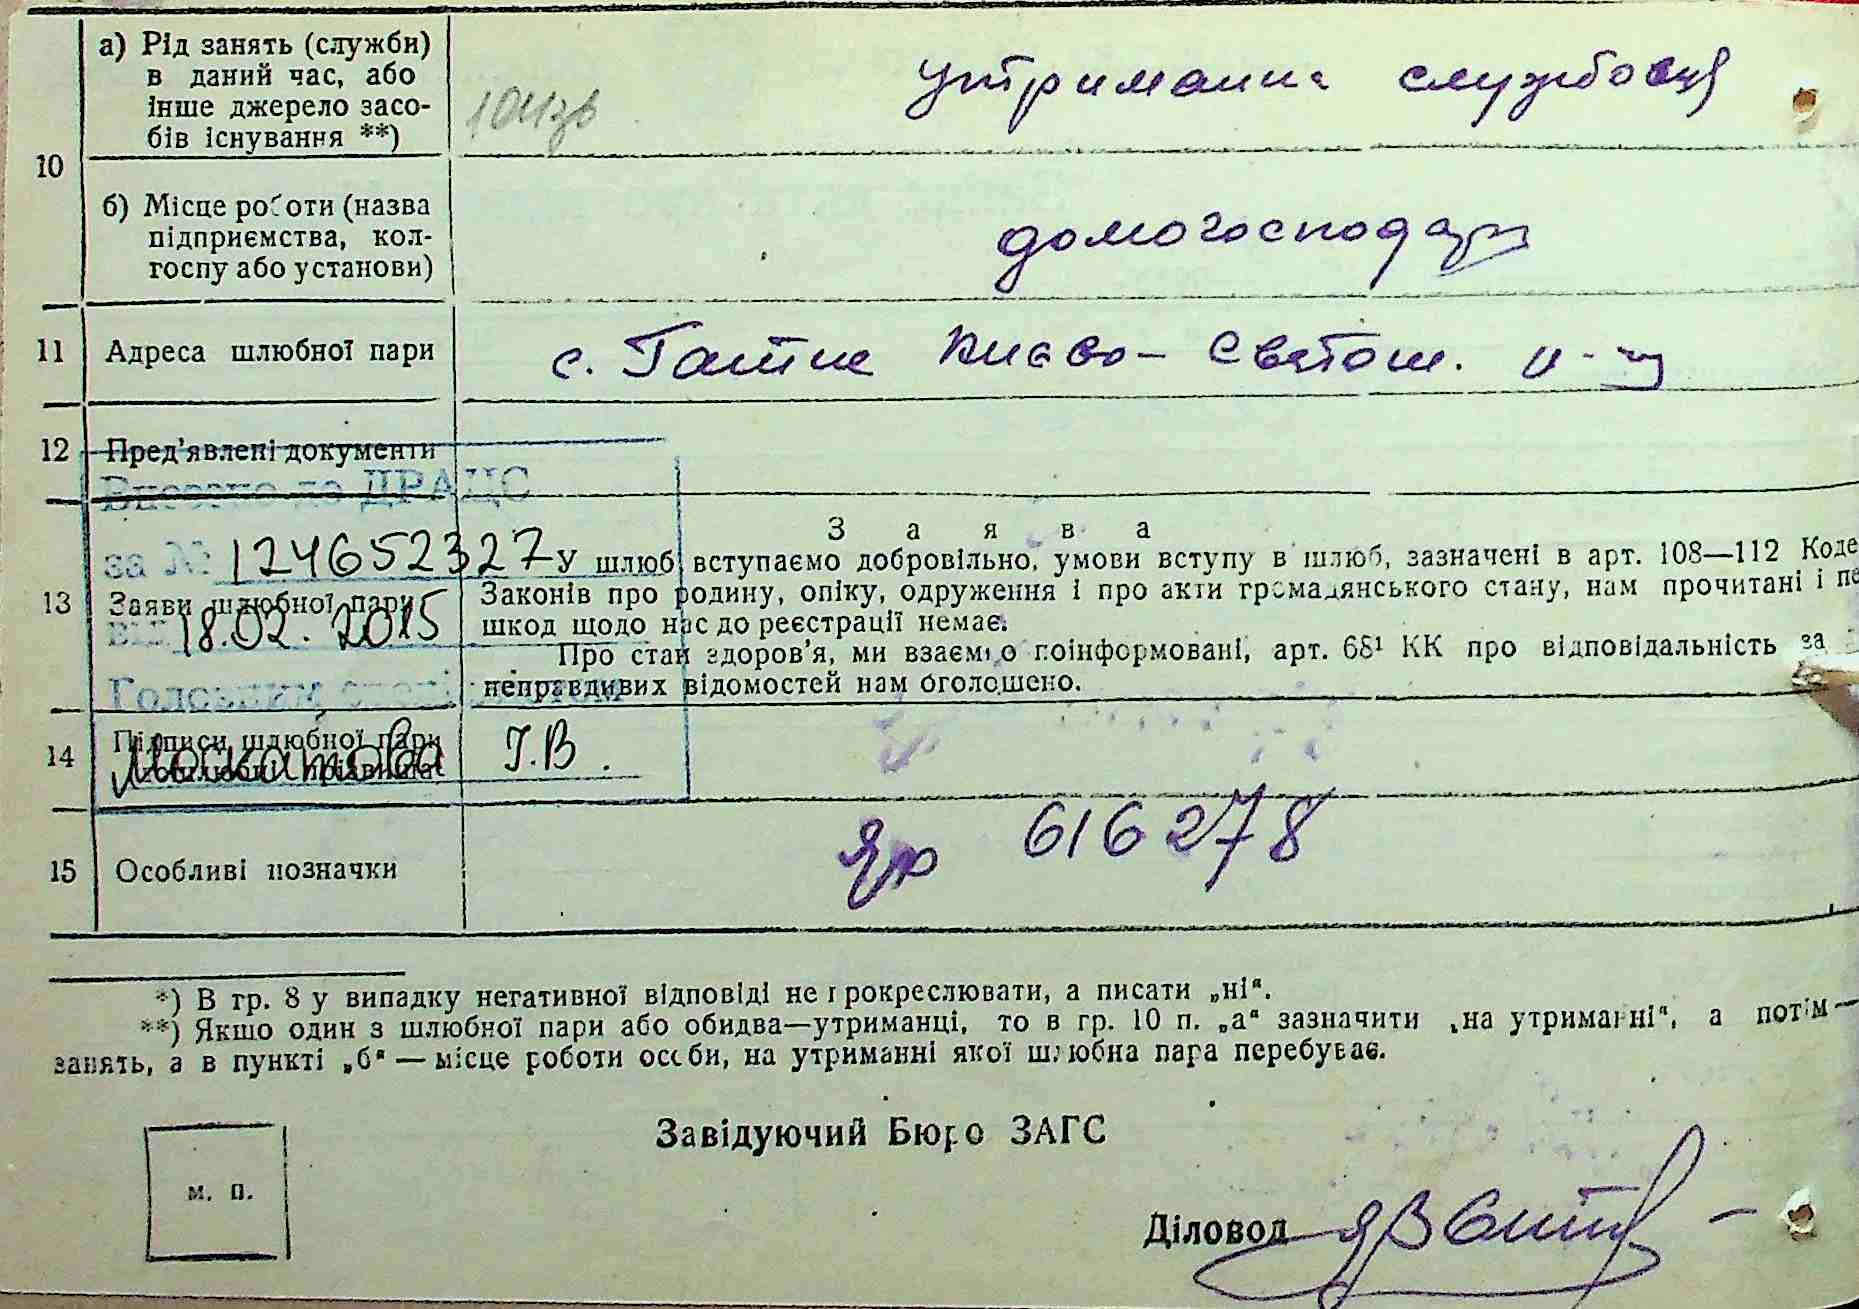 10
а) Рід занять (служби)
в даний час, або
інше джерело засо-
бів існування **)
утриманка службовця
б) Місце роботи (назва
підприємства, кол-
госпу або установи)
домогосподарк
11 Адреса шлюбної пари
с. Гатне Києво-Святош.
12 Пред'явлені документи
Внесено до ДРАЦС
за № 124652327
від 18.02.2015
Головним спеціалістом
Москатова Г.В.
13 Заяви шлюбної пари
Заява
У шлюб вступаємо добровільно, умови вступу в шлюб, зазначені в арт. 108—112 Коде
Законів про родину, опіку, одруження і про акти громадянського стану, нам прочитані і пе
шкод щодо нас до реєстрації немає.
Про стан здоров'я, ми взаємно поінформовані, арт. 68¹ КК про відповідальність за
неправдивих відомостей нам оголошено.
14 Підписи шлюбної пари
15 Особливі позначки
616278
*) В гр. 8 у випадку негативної відповіді не прокреслювати, а писати „ні“.
**) Якщо один з шлюбної пари або обидва—утриманці, то в гр. 10 п. „а“ зазначити „на утриманні“, а потім—
занять, а в пункті „б“ — місце роботи особи, на утриманні якої шлюбна пара перебуває.
Завідуючий Бюро ЗАГС
м. п.
Діловод